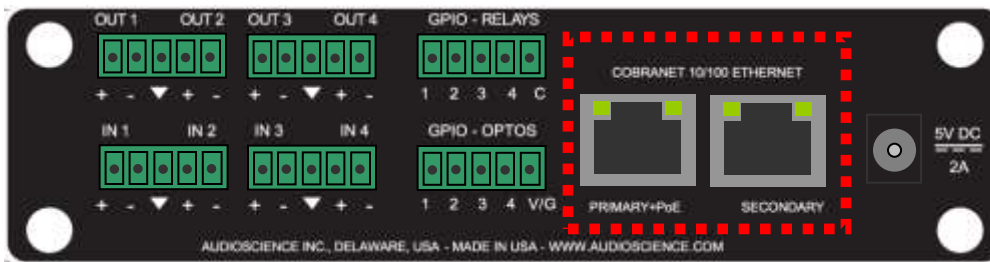 OUT 1 OUT 2 OUT 3 OUT 4 GPIO - RELAYS
COBRANET 10/100 ETHERNET
+ - ▼ + - + - ▼ + - 1 2 3 4 C
IN 1 IN 2 IN 3 IN 4 GPIO - OPTOS
5V DC
2A
+ - ▼ + - + - ▼ + - 1 2 3 4 V/G
PRIMARY+PoE SECONDARY
AUDIOSCIENCE INC., DELAWARE, USA - MADE IN USA - WWW.AUDIOSCIENCE.COM